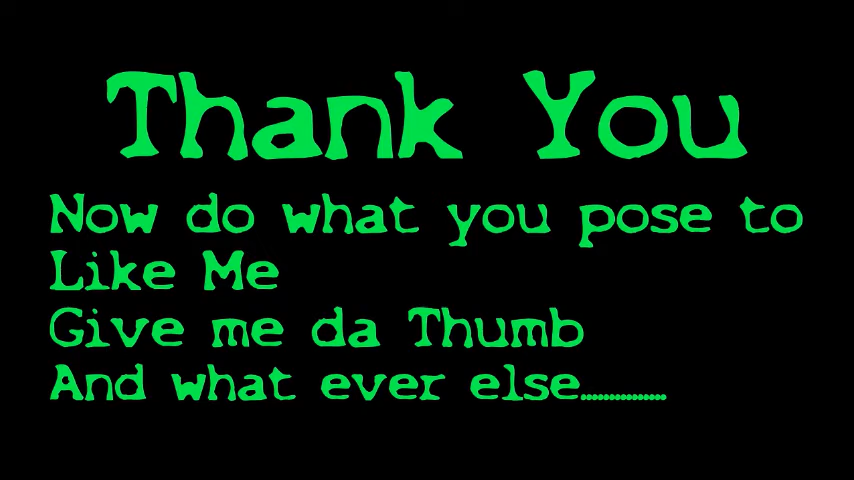 Thank You
Now do what you pose to
Like Me
Give me da Thumb
And what ever else...............